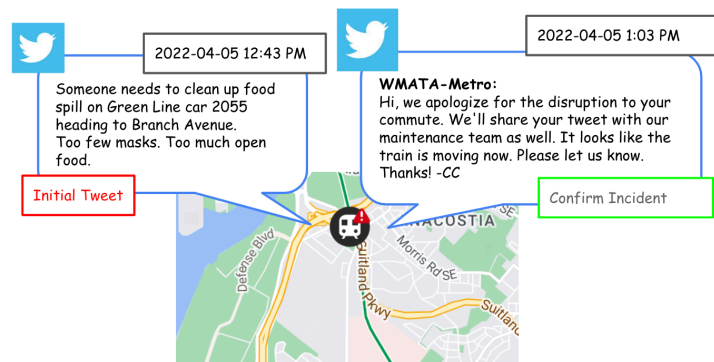 2022-04-05 12:43 PM
Someone needs to clean up food
spill on Green Line car 2055
heading to Branch Avenue.
Too few masks. Too much open
food.
Initial Tweet
2022-04-05 1:03 PM
WMATA-Metro:
Hi, we apologize for the disruption to your
commute. We'll share your tweet with our
maintenance team as well. It looks like the
train is moving now. Please let us know.
Thanks! -CC
Confirm Incident
NACOSTIA
SE
Defense Blvd
Suitland Pkwy
Morris Rd SE
Suitlan